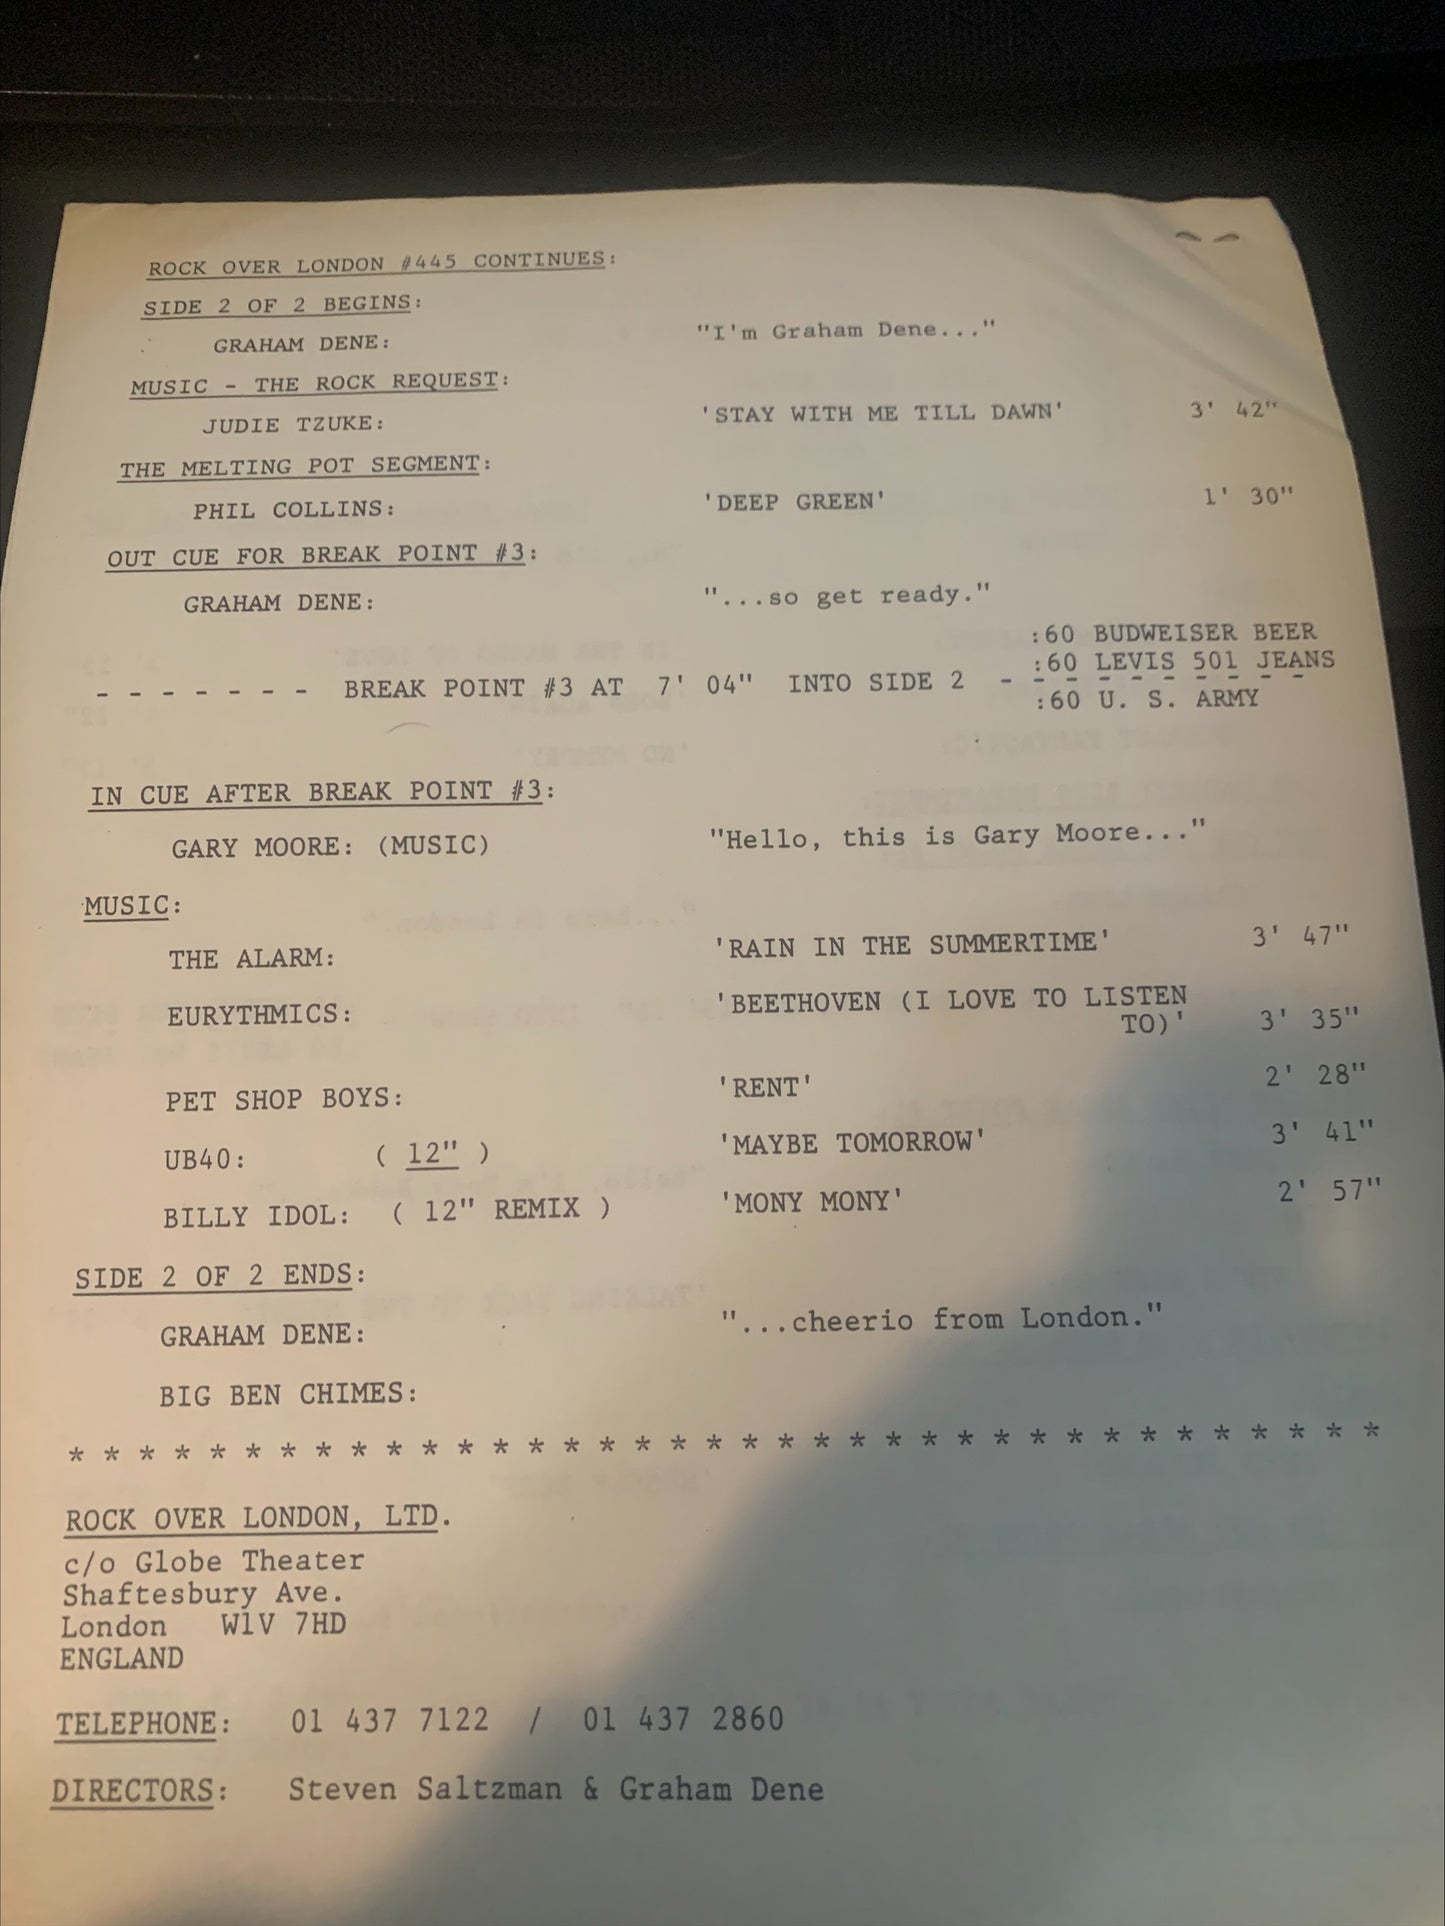 ROCK OVER LONDON #445 CONTINUES:
SIDE 2 OF 2 BEGINS:
GRAHAM DENE: "I'm Graham Dene..."
MUSIC - THE ROCK REQUEST:
JUDIE TZUKE: 'STAY WITH ME TILL DAWN' 3' 42"
THE MELTING POT SEGMENT:
PHIL COLLINS: 'DEEP GREEN' 1' 30"
OUT CUE FOR BREAK POINT #3:
GRAHAM DENE: "...so get ready."
:60 BUDWEISER BEER
:60 LEVIS 501 JEANS
- - - - - - - BREAK POINT #3 AT 7' 04" INTO SIDE 2 - - - - - - - - - -
:60 U. S. ARMY
IN CUE AFTER BREAK POINT #3:
GARY MOORE: (MUSIC) "Hello, this is Gary Moore..."
MUSIC:
THE ALARM: 'RAIN IN THE SUMMERTIME' 3' 47"
EURYTHMICS: 'BEETHOVEN (I LOVE TO LISTEN
TO)' 3' 35"
PET SHOP BOYS: 'RENT' 2' 28"
UB40: ( 12" ) 'MAYBE TOMORROW' 3' 41"
BILLY IDOL: ( 12" REMIX ) 'MONY MONY' 2' 57"
SIDE 2 OF 2 ENDS:
GRAHAM DENE: "...cheerio from London."
BIG BEN CHIMES:
* * * * * * * * * * * * * * * * * * * * * * * * * * * * * * * * * * * * * *
ROCK OVER LONDON, LTD.
c/o Globe Theater
Shaftesbury Ave.
London W1V 7HD
ENGLAND
TELEPHONE: 01 437 7122 / 01 437 2860
DIRECTORS: Steven Saltzman & Graham Dene